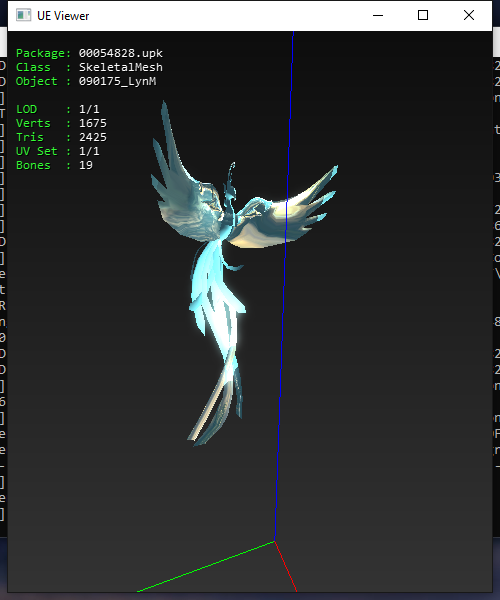 UE Viewer
Package: 00054828.upk
Class  : SkeletalMesh
Object : 090175_LynM
LOD    : 1/1
Verts  : 1675
Tris   : 2425
UV Set : 1/1
Bones  : 19